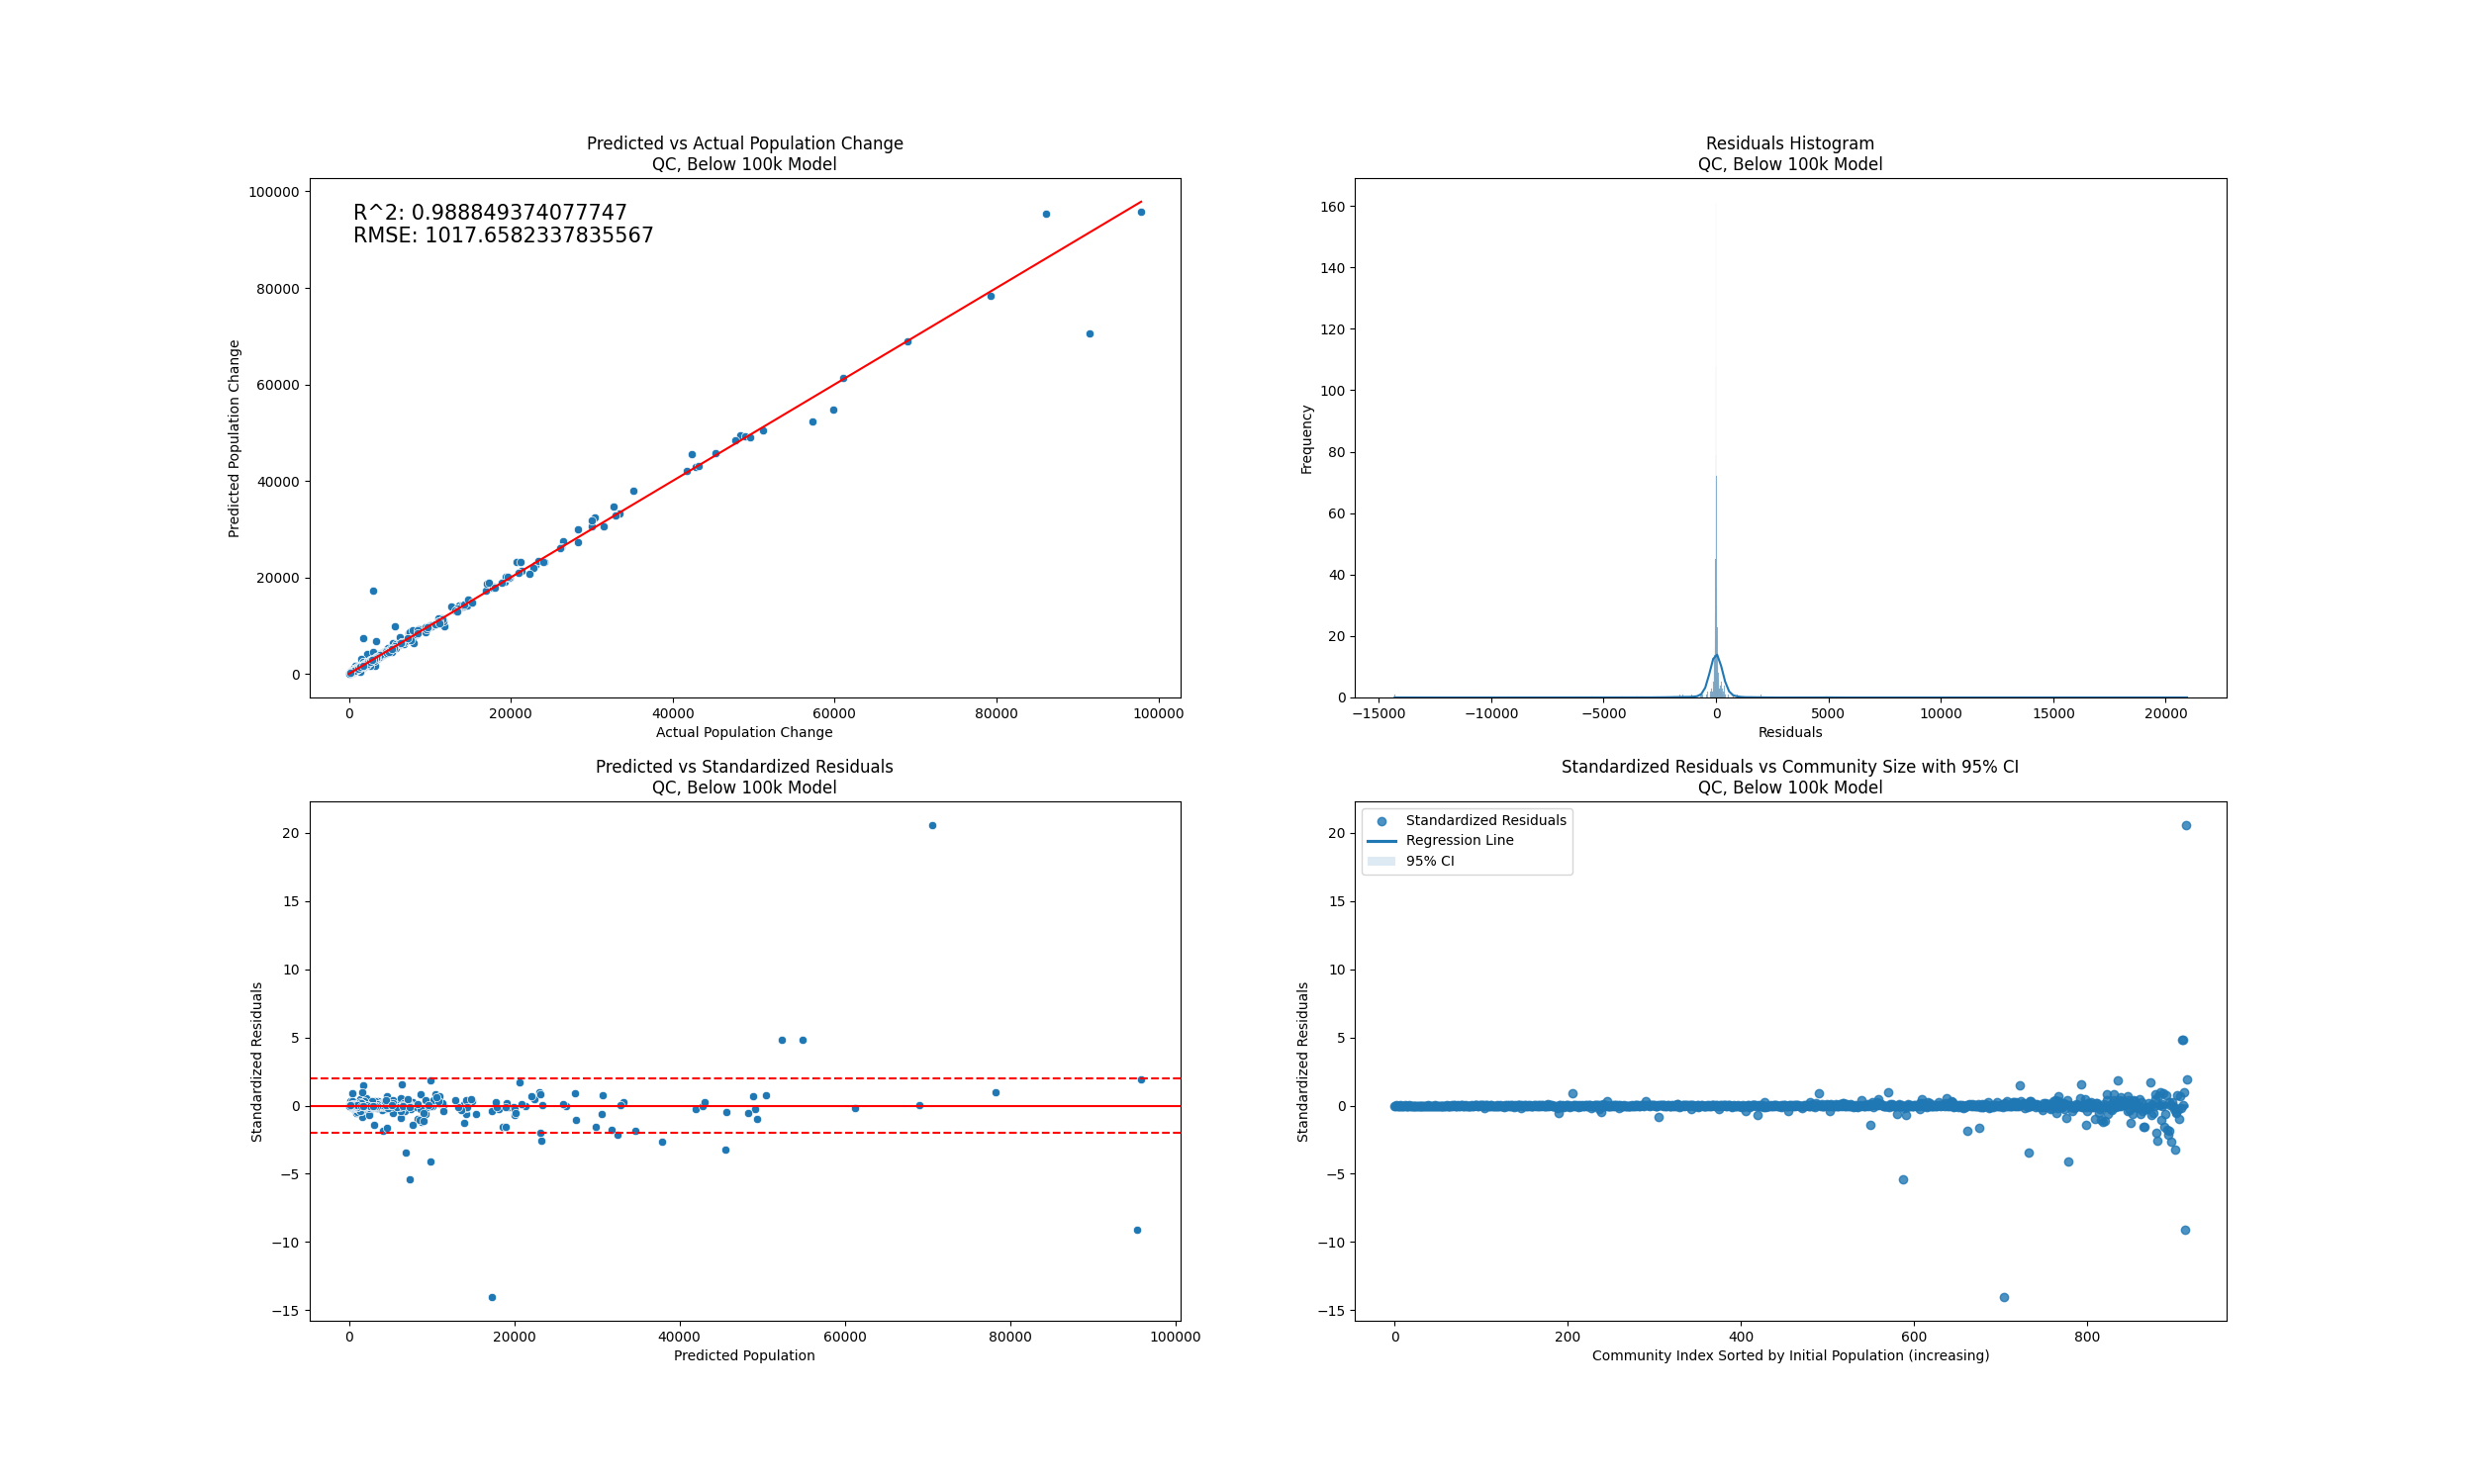 Predicted vs Actual Population Change
QC, Below 100k Model
R^2: 0.988849374077747
RMSE: 1017.6582337835567
100000
80000
60000
40000
20000
0
Predicted Population Change
0 20000 40000 60000 80000 100000
Actual Population Change
Residuals Histogram
QC, Below 100k Model
160
140
120
100
80
60
40
20
0
Frequency
−15000 −10000 −5000 0 5000 10000 15000 20000
Residuals
Predicted vs Standardized Residuals
QC, Below 100k Model
20
15
10
5
0
−5
−10
−15
Standardized Residuals
0 20000 40000 60000 80000 100000
Predicted Population
Standardized Residuals vs Community Size with 95% CI
QC, Below 100k Model
Standardized Residuals
Regression Line
95% CI
20
15
10
5
0
−5
−10
−15
Standardized Residuals
0 200 400 600 800
Community Index Sorted by Initial Population (increasing)